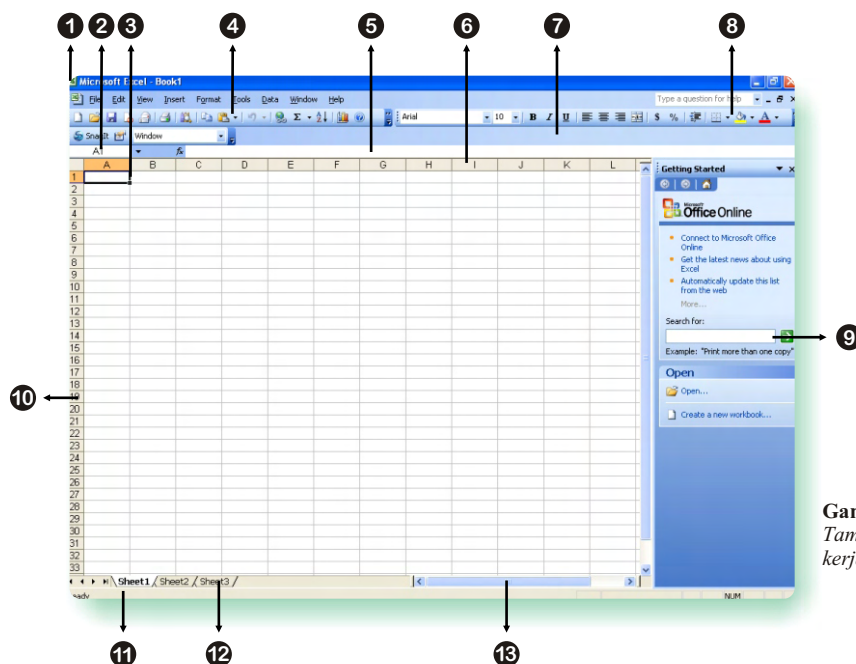 1 2 3 4 5 6 7 8
Microsoft Excel - Book1
File Edit View Insert Format Tools Data Window Help
Type a question for help
Arial 10 B I U $ %
SnagIt Window
A1 fx
A B C D E F G H I J K L
1
2
3
4
5
6
7
8
9
10
11
12
13
14
15
16
17
18
19
20
21
22
23
24
25
26
27
28
29
30
31
32
33
Getting Started
Microsoft
Office Online
Connect to Microsoft Office
Online
Get the latest news about using
Excel
Automatically update this list
from the web
More...
Search for:
9
Example: "Print more than one copy"
Open
Open...
Create a new workbook...
10
Sheet1 Sheet2 Sheet3
NUM
11 12 13